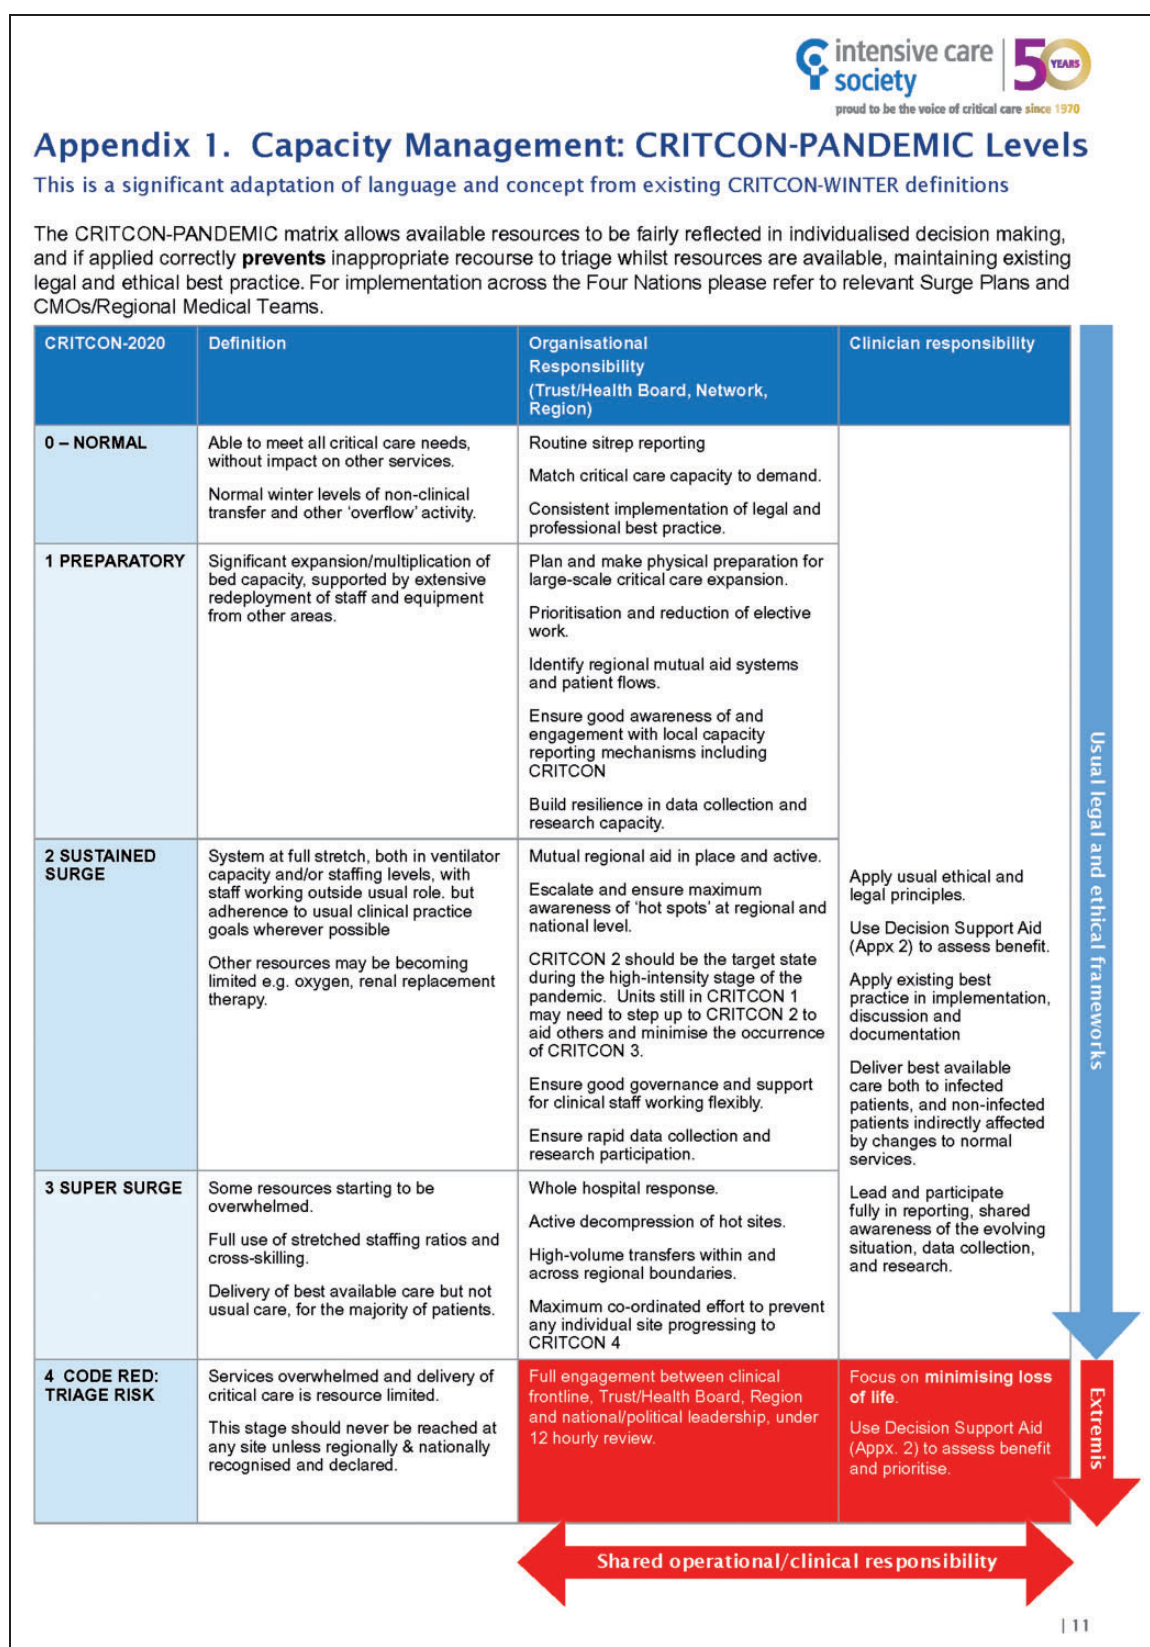 intensive care
society
50
YEARS
proud to be the voice of critical care since 1970
Appendix 1.  Capacity Management: CRITCON-PANDEMIC Levels
This is a significant adaptation of language and concept from existing CRITCON-WINTER definitions
The CRITCON-PANDEMIC matrix allows available resources to be fairly reflected in individualised decision making,
and if applied correctly prevents inappropriate recourse to triage whilst resources are available, maintaining existing
legal and ethical best practice. For implementation across the Four Nations please refer to relevant Surge Plans and
CMOs/Regional Medical Teams.
CRITCON-2020
Definition
Organisational
Responsibility
(Trust/Health Board, Network,
Region)
Clinician responsibility
0 – NORMAL
Able to meet all critical care needs,
without impact on other services.
Normal winter levels of non-clinical
transfer and other ‘overflow’ activity.
Routine sitrep reporting
Match critical care capacity to demand.
Consistent implementation of legal and
professional best practice.
1 PREPARATORY
Significant expansion/multiplication of
bed capacity, supported by extensive
redeployment of staff and equipment
from other areas.
Plan and make physical preparation for
large-scale critical care expansion.
Prioritisation and reduction of elective
work.
Identify regional mutual aid systems
and patient flows.
Ensure good awareness of and
engagement with local capacity
reporting mechanisms including
CRITCON
Build resilience in data collection and
research capacity.
2 SUSTAINED
SURGE
System at full stretch, both in ventilator
capacity and/or staffing levels, with
staff working outside usual role. but
adherence to usual clinical practice
goals wherever possible
Other resources may be becoming
limited e.g. oxygen, renal replacement
therapy.
Mutual regional aid in place and active.
Escalate and ensure maximum
awareness of ‘hot spots’ at regional and
national level.
CRITCON 2 should be the target state
during the high-intensity stage of the
pandemic.  Units still in CRITCON 1
may need to step up to CRITCON 2 to
aid others and minimise the occurrence
of CRITCON 3.
Ensure good governance and support
for clinical staff working flexibly.
Ensure rapid data collection and
research participation.
3 SUPER SURGE
Some resources starting to be
overwhelmed.
Full use of stretched staffing ratios and
cross-skilling.
Delivery of best available care but not
usual care, for the majority of patients.
Whole hospital response.
Active decompression of hot sites.
High-volume transfers within and
across regional boundaries.
Maximum co-ordinated effort to prevent
any individual site progressing to
CRITCON 4
Apply usual ethical and
legal principles.
Use Decision Support Aid
(Appx 2) to assess benefit.
Apply existing best
practice in implementation,
discussion and
documentation
Deliver best available
care both to infected
patients, and non-infected
patients indirectly affected
by changes to normal
services.
Lead and participate
fully in reporting, shared
awareness of the evolving
situation, data collection,
and research.
4  CODE RED:
TRIAGE RISK
Services overwhelmed and delivery of
critical care is resource limited.
This stage should never be reached at
any site unless regionally & nationally
recognised and declared.
Full engagement between clinical
frontline, Trust/Health Board, Region
and national/political leadership, under
12 hourly review.
Focus on minimising loss
of life.
Use Decision Support Aid
(Appx. 2) to assess benefit
and prioritise.
Usual legal and ethical frameworks
Extremis
Shared operational/clinical responsibility
| 11